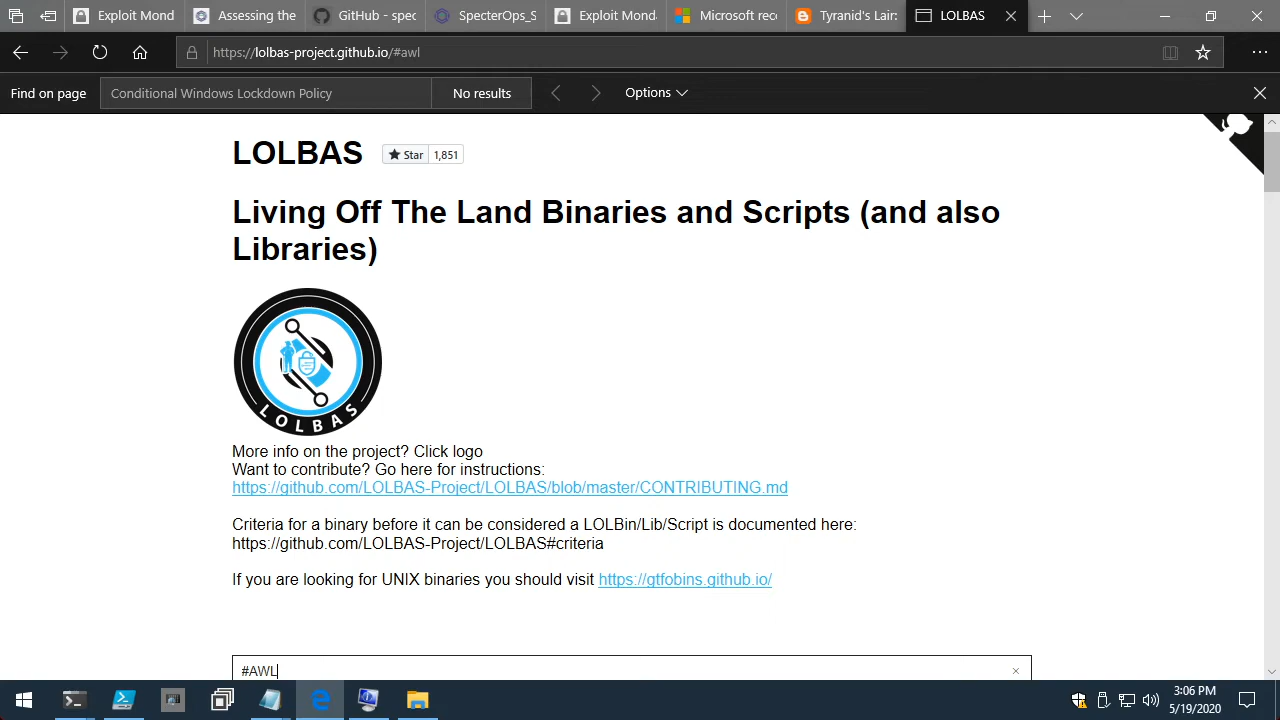 Exploit Mond
Assessing the
GitHub - spec
SpecterOps_S
Exploit Mond
Microsoft rec
Tyranid's Lair:
LOLBAS
https://lolbas-project.github.io/#awl
Find on page
Conditional Windows Lockdown Policy
No results
Options
LOLBAS
Star
1,851
Living Off The Land Binaries and Scripts (and also
Libraries)
LOLBAS
More info on the project? Click logo
Want to contribute? Go here for instructions:
https://github.com/LOLBAS-Project/LOLBAS/blob/master/CONTRIBUTING.md
Criteria for a binary before it can be considered a LOLBin/Lib/Script is documented here:
https://github.com/LOLBAS-Project/LOLBAS#criteria
If you are looking for UNIX binaries you should visit https://gtfobins.github.io/
#AWL
3:06 PM
5/19/2020